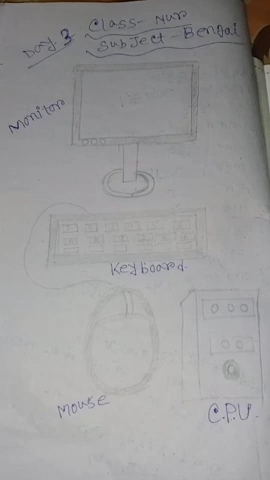 Day 3
Class- Nur
Subject-Bengal
Monitor
Keyboard
Mouse
C.P.U.